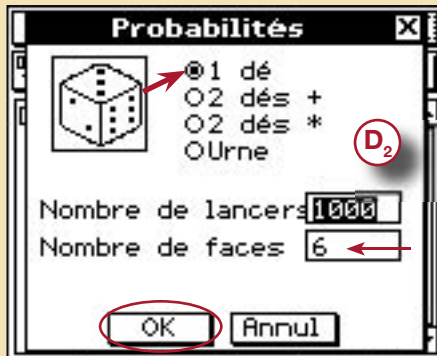 Probabilités X
1 dé
2 dés +
2 dés *
Urne
D2
Nombre de lancers 1000
Nombre de faces 6
OK Annul